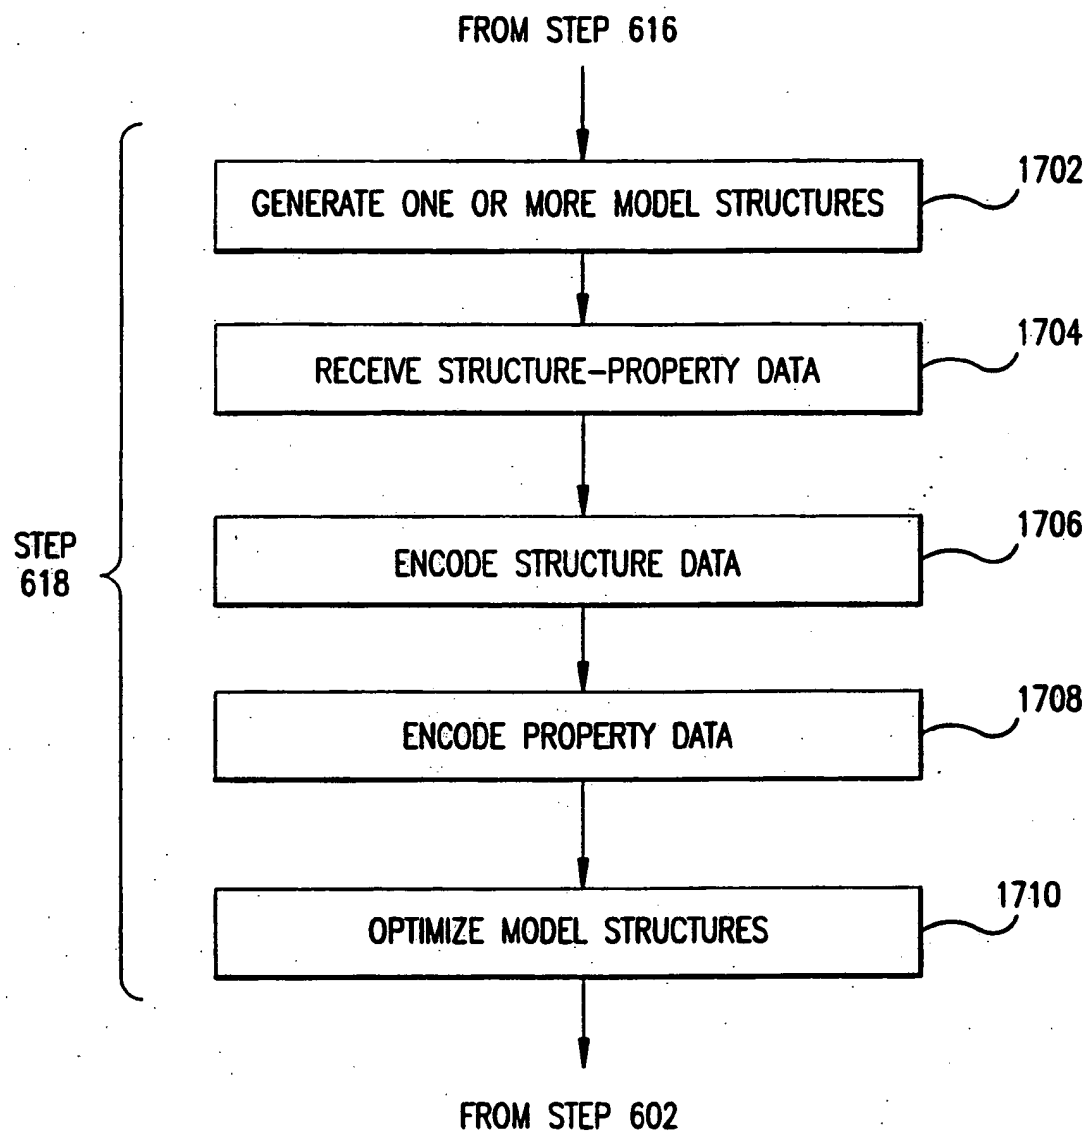 FROM STEP 616
GENERATE ONE OR MORE MODEL STRUCTURES
1702
RECEIVE STRUCTURE-PROPERTY DATA
1704
ENCODE STRUCTURE DATA
1706
STEP
618
ENCODE PROPERTY DATA
1708
OPTIMIZE MODEL STRUCTURES
1710
FROM STEP 602